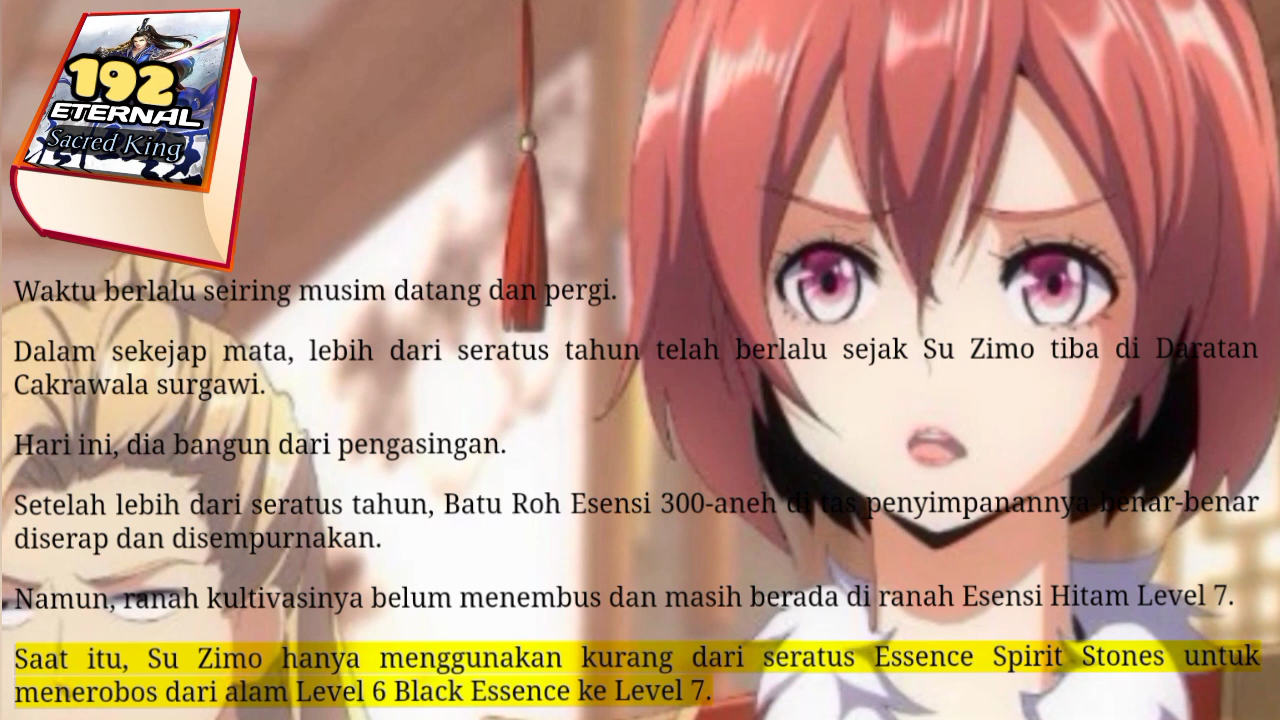 192
ETERNAL
Sacred King
Waktu berlalu seiring musim datang dan pergi.
Dalam sekejap mata, lebih dari seratus tahun telah berlalu sejak Su Zimo tiba di Daratan
Cakrawala surgawi.
Hari ini, dia bangun dari pengasingan.
Setelah lebih dari seratus tahun, Batu Roh Esensi 300-aneh di tas penyimpanannya benar-benar
diserap dan disempurnakan.
Namun, ranah kultivasinya belum menembus dan masih berada di ranah Esensi Hitam Level 7.
Saat itu, Su Zimo hanya menggunakan kurang dari seratus Essence Spirit Stones untuk
menerobos dari alam Level 6 Black Essence ke Level 7.